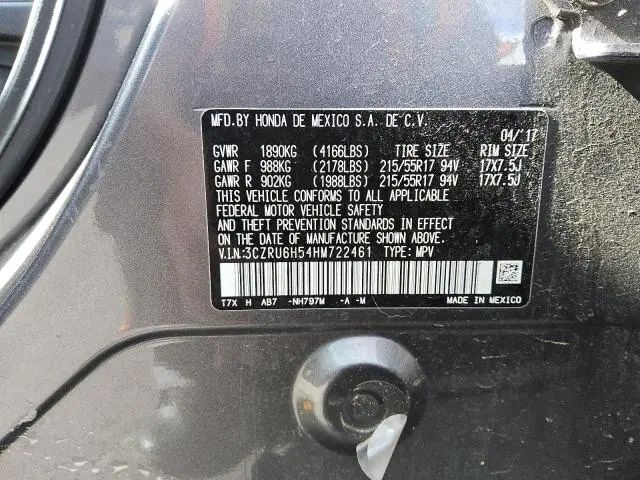 MFD.BY HONDA DE MEXICO S.A. DE C.V.
04/'17
GVWR 1890KG (4166LBS) TIRE SIZE RIM SIZE
GAWR F 988KG (2178LBS) 215/55R17 94V 17X7.5J
GAWR R 902KG (1988LBS) 215/55R17 94V 17X7.5J
THIS VEHICLE CONFORMS TO ALL APPLICABLE
FEDERAL MOTOR VEHICLE SAFETY
AND THEFT PREVENTION STANDARDS IN EFFECT
ON THE DATE OF MANUFACTURE SHOWN ABOVE.
V.I.N:3CZRU6H54HM722461 TYPE: MPV
T7X H AB7 -NH797M -A -M MADE IN MEXICO